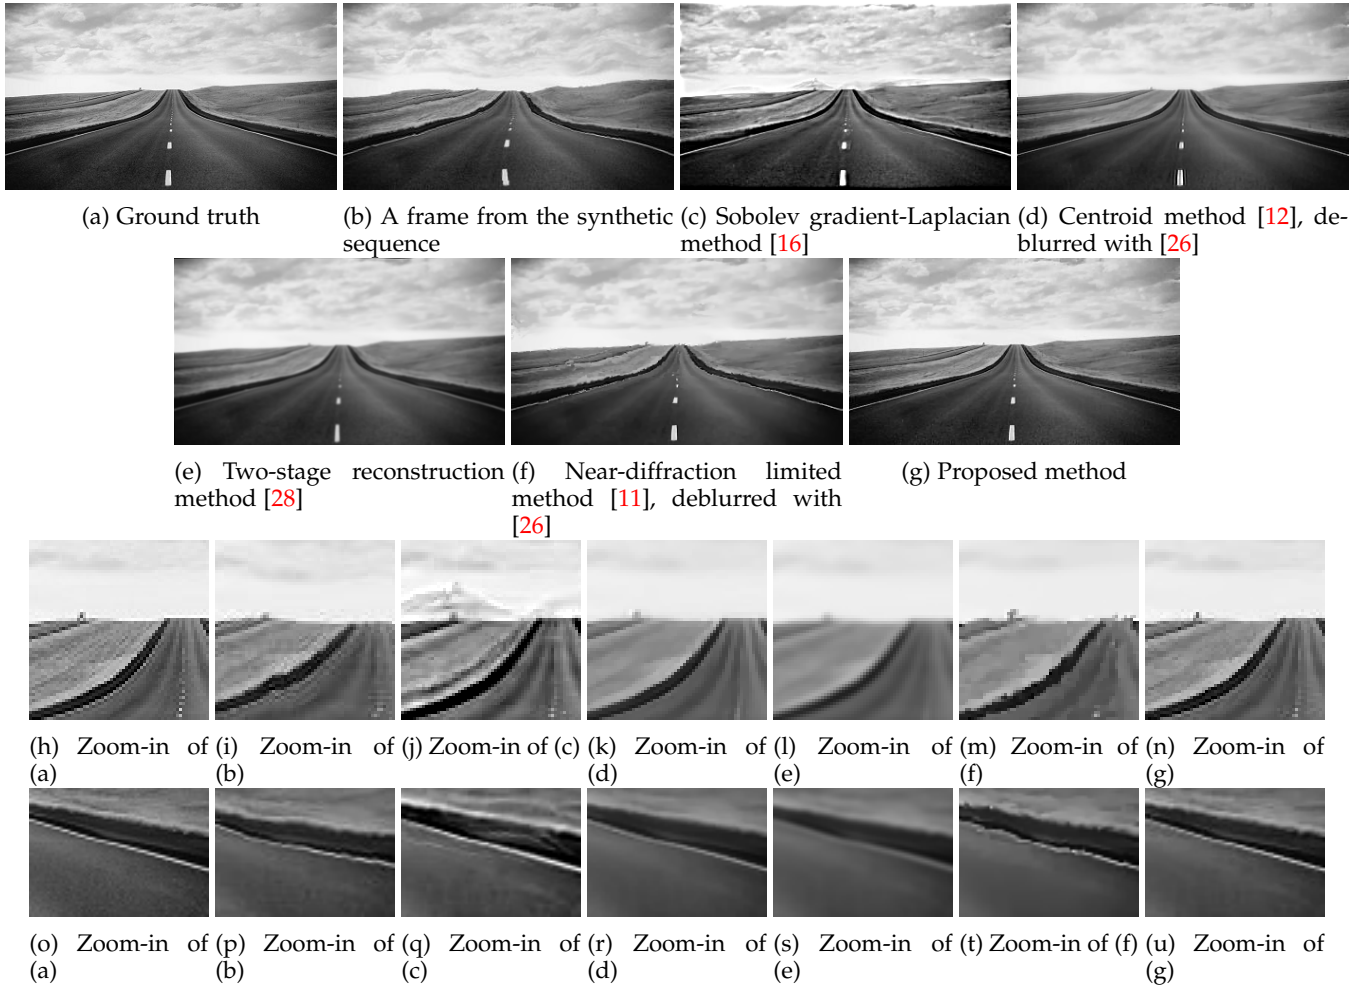 (a) Ground truth
(b) A frame from the synthetic
sequence
(c) Sobolev gradient-Laplacian
method [16]
(d) Centroid method [12], de-
blurred with [26]
(e) Two-stage reconstruction
method [28]
(f) Near-diffraction limited
method [11], deblurred with
[26]
(g) Proposed method
(h) Zoom-in of
(a)
(i) Zoom-in of
(b)
(j) Zoom-in of (c)
(k) Zoom-in of
(d)
(l) Zoom-in of
(e)
(m) Zoom-in of
(f)
(n) Zoom-in of
(g)
(o) Zoom-in of
(a)
(p) Zoom-in of
(b)
(q) Zoom-in of
(c)
(r) Zoom-in of
(d)
(s) Zoom-in of
(e)
(t) Zoom-in of (f)
(u) Zoom-in of
(g)